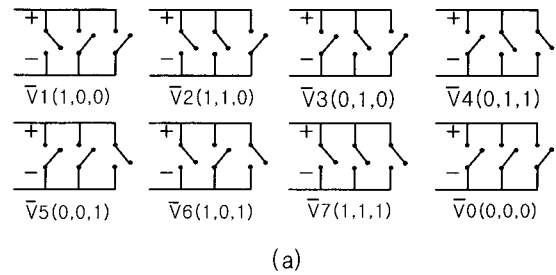 + + + +
− − − −
V̅1(1,0,0) V̅2(1,1,0) V̅3(0,1,0) V̅4(0,1,1)
+ + + +
− − − −
V̅5(0,0,1) V̅6(1,0,1) V̅7(1,1,1) V̅0(0,0,0)
(a)